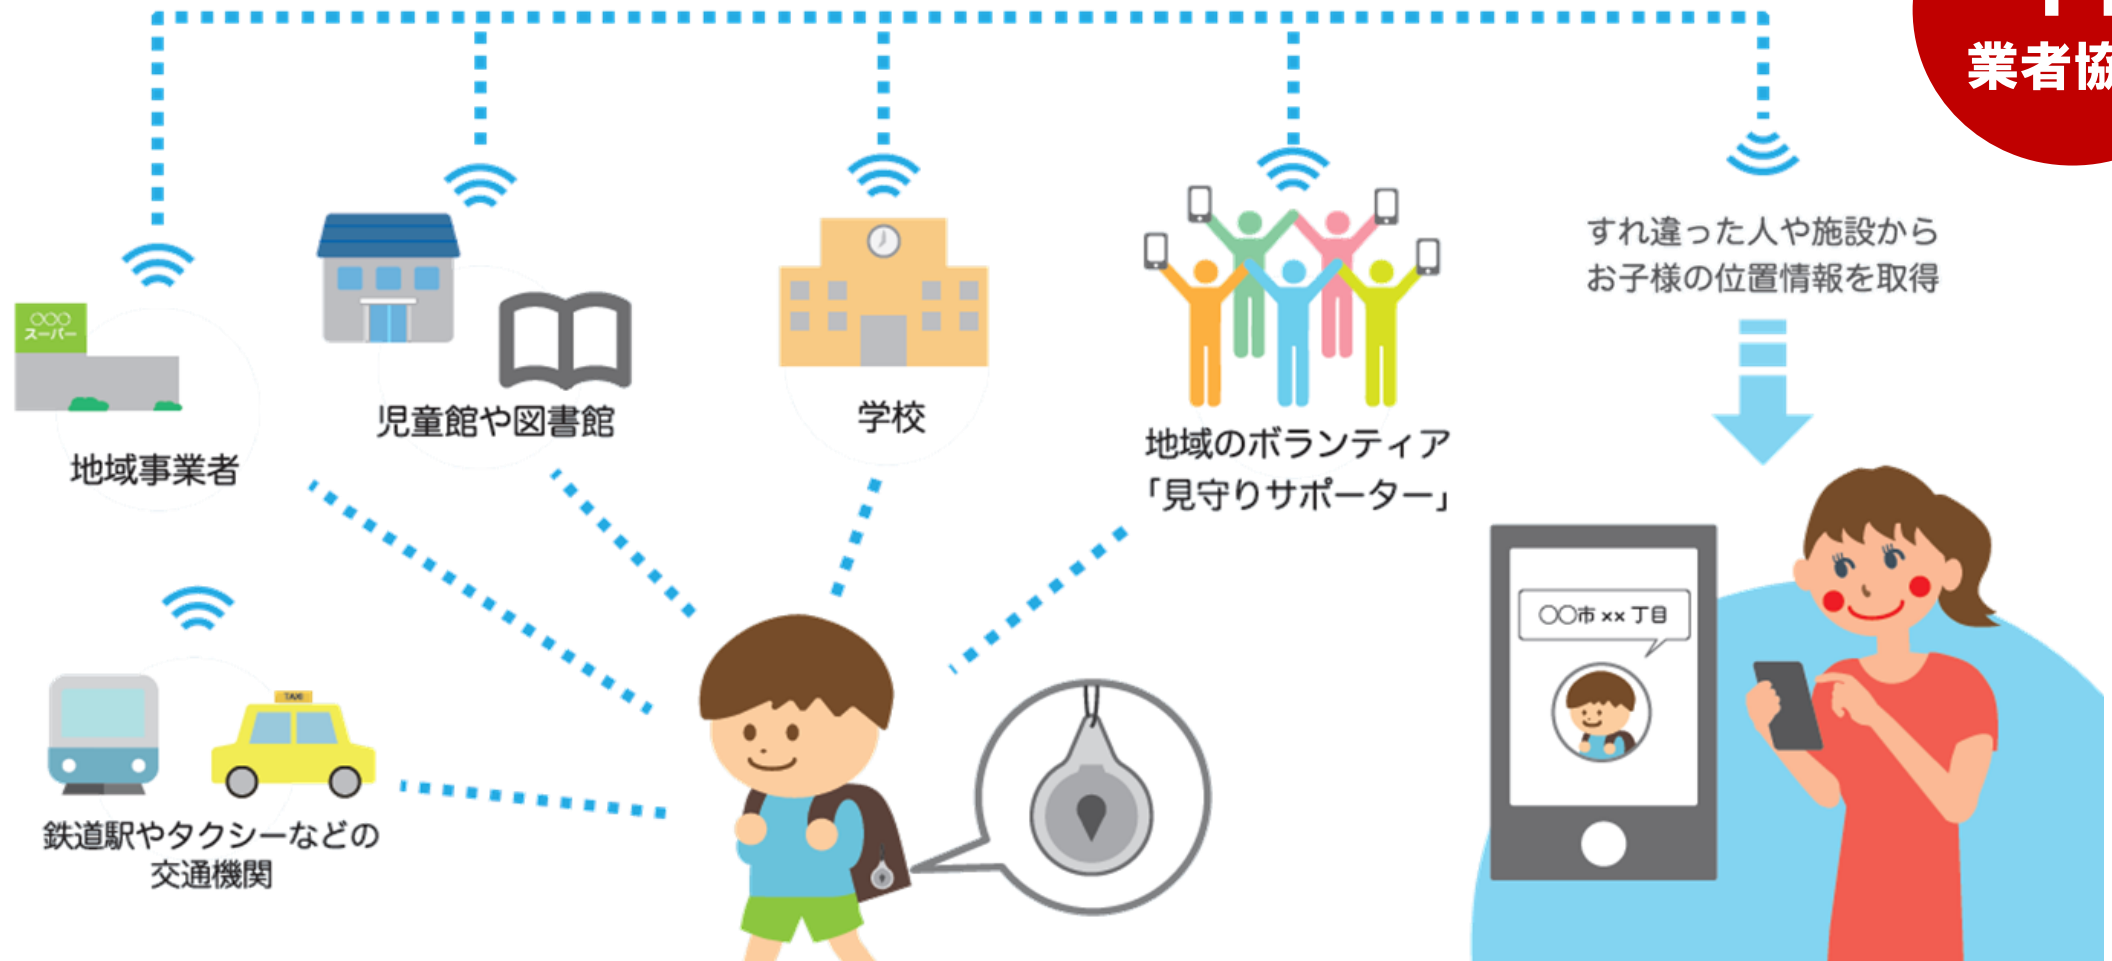 業者協
すれ違った人や施設から
お子様の位置情報を取得
〇〇〇
スーパー
児童館や図書館
学校
地域のボランティア
「見守りサポーター」
地域事業者
〇〇市 ×× 丁目
TAXI
鉄道駅やタクシーなどの
交通機関